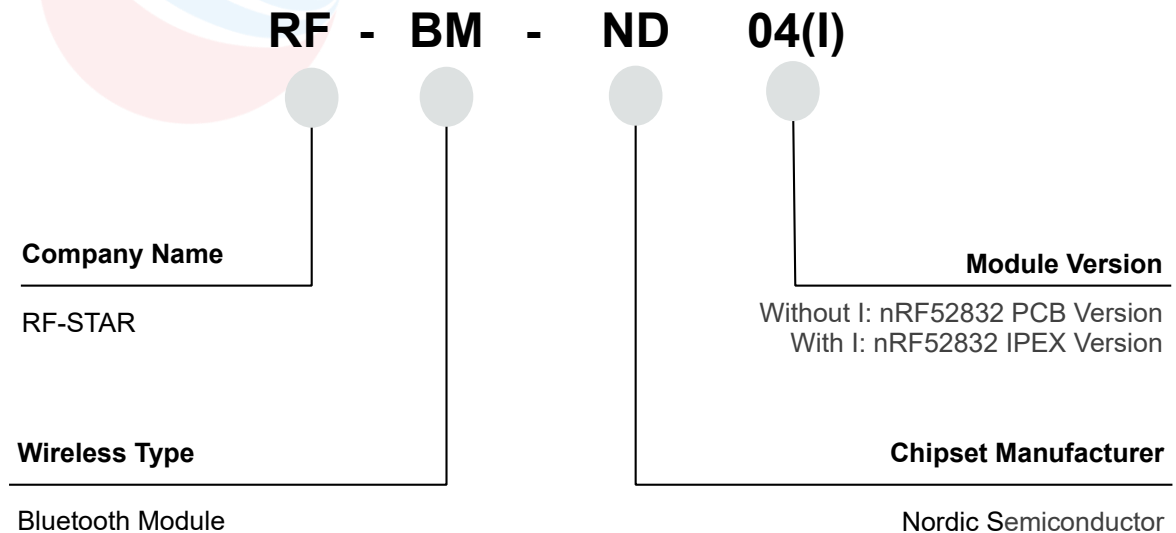 RF - BM - ND 04(I)
Company Name
RF-STAR
Module Version
Without I: nRF52832 PCB Version
With I: nRF52832 IPEX Version
Wireless Type
Bluetooth Module
Chipset Manufacturer
Nordic Semiconductor